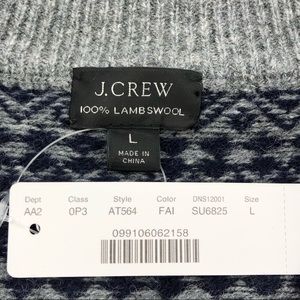 J.CREW
100% LAMBSWOOL
L
MADE IN
CHINA
Dept Class Style Color DNS12001 Size
AA2 0P3 AT564 FAI SU6825 L
099106062158